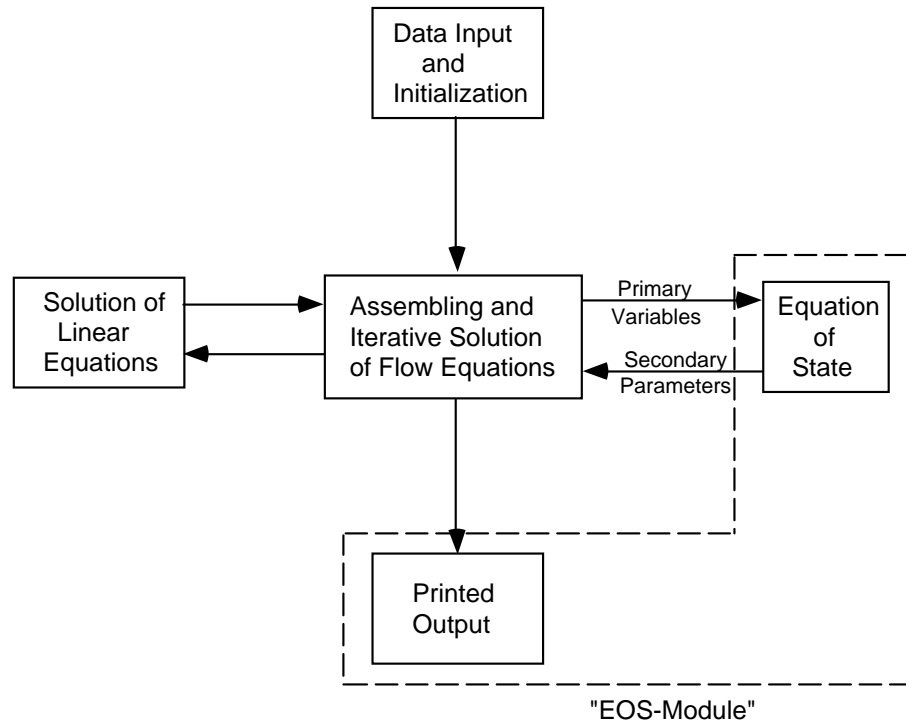 Data Input
and
Initialization
Solution of
Linear
Equations
Assembling and
Iterative Solution
of Flow Equations
Primary
Variables
Secondary
Parameters
Equation
of
State
Printed
Output
"EOS-Module"